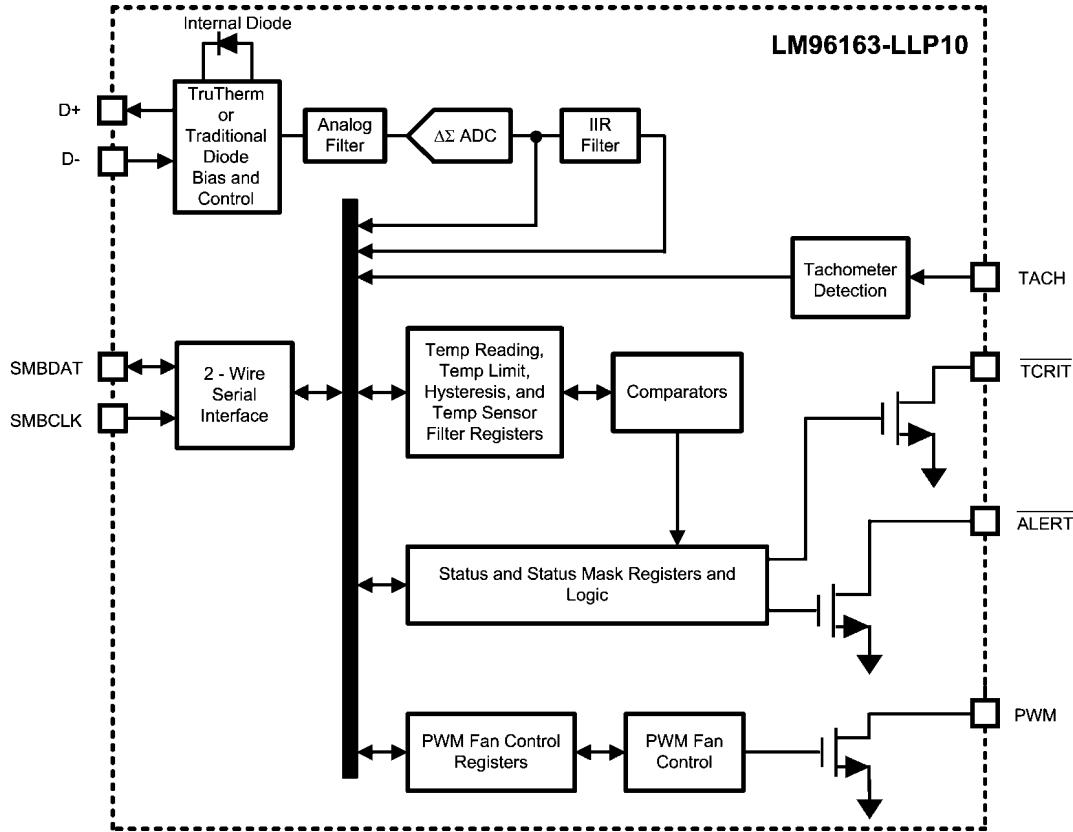 Internal Diode
LM96163-LLP10
D+
D-
TruTherm
or
Traditional
Diode
Bias and
Control
Analog
Filter
ΔΣ ADC
IIR
Filter
Tachometer
Detection
TACH
SMBDAT
SMBCLK
2 - Wire
Serial
Interface
Temp Reading,
Temp Limit,
Hysteresis, and
Temp Sensor
Filter Registers
Comparators
TCRIT
ALERT
Status and Status Mask Registers and
Logic
PWM Fan Control
Registers
PWM Fan
Control
PWM